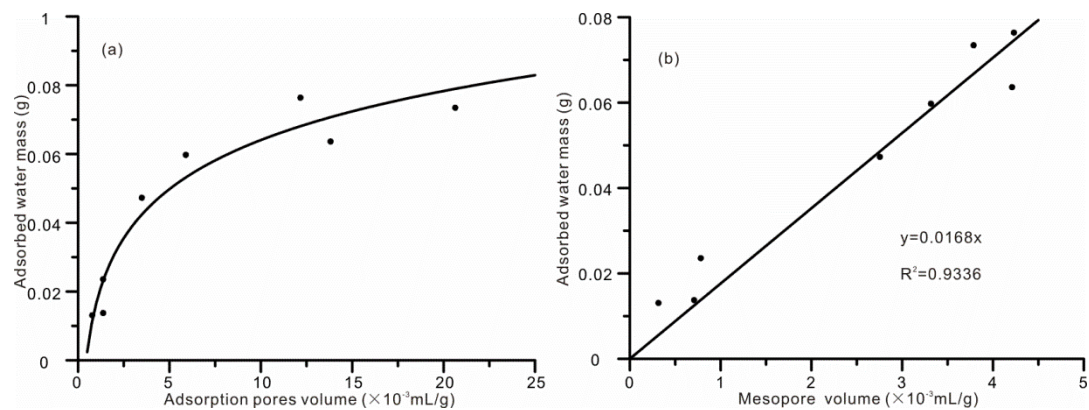 (a)
Adsorbed water mass (g)
1
0.08
0.06
0.04
0.02
0
0 5 10 15 20 25
Adsorption pores volume (×10⁻³mL/g)
(b)
Adsorbed water mass (g)
0.08
0.06
0.04
0.02
0
y=0.0168x
R²=0.9336
0 1 2 3 4 5
Mesopore volume (×10⁻³mL/g)